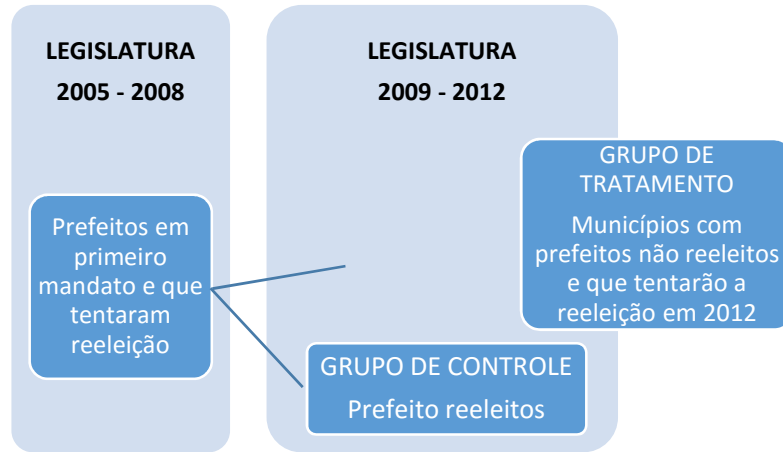 LEGISLATURA
2005 - 2008
Prefeitos em
primeiro
mandato e que
tentaram
reeleição
LEGISLATURA
2009 - 2012
GRUPO DE
TRATAMENTO
Municípios com
prefeitos não reeleitos
e que tentarão a
reeleição em 2012
GRUPO DE CONTROLE
Prefeito reeleitos